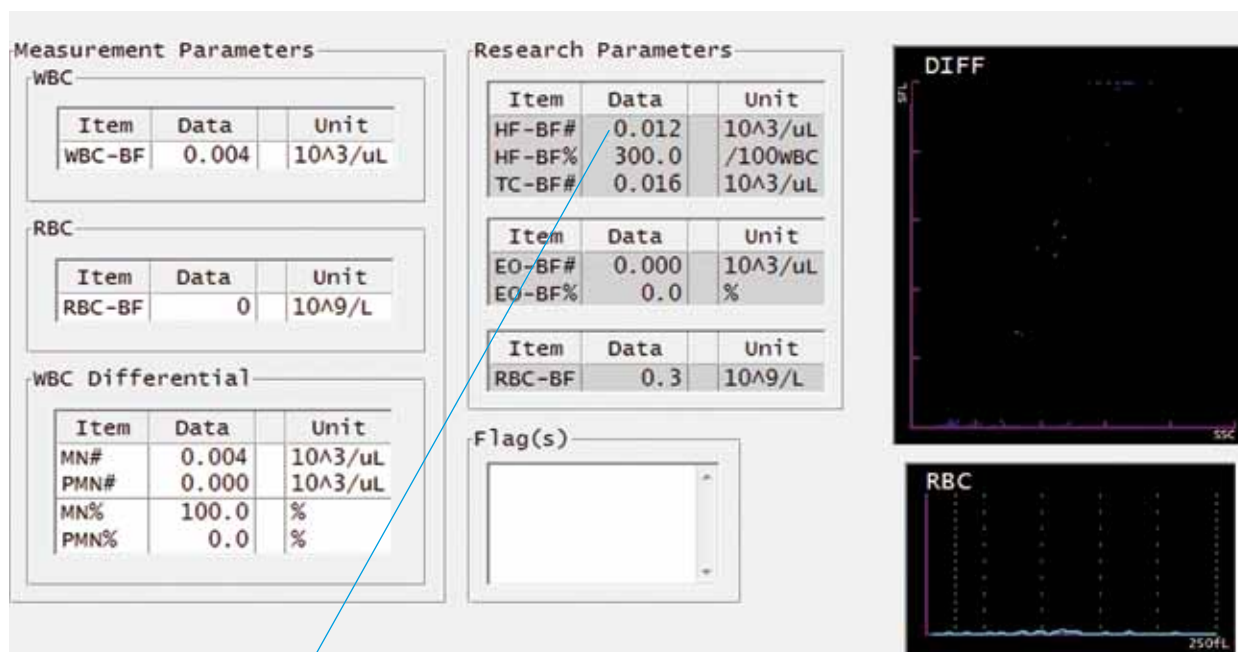 Measurement Parameters
WBC
Item Data Unit
WBC-BF 0.004 10^3/uL
RBC
Item Data Unit
RBC-BF 0 10^9/L
WBC Differential
Item Data Unit
MN# 0.004 10^3/uL
PMN# 0.000 10^3/uL
MN% 100.0 %
PMN% 0.0 %
Research Parameters
Item Data Unit
HF-BF# 0.012 10^3/uL
HF-BF% 300.0 /100WBC
TC-BF# 0.016 10^3/uL
Item Data Unit
EO-BF# 0.000 10^3/uL
EO-BF% 0.0 %
Item Data Unit
RBC-BF 0.3 10^9/L
Flag(s)
DIFF
SFL
SSC
RBC
250fL